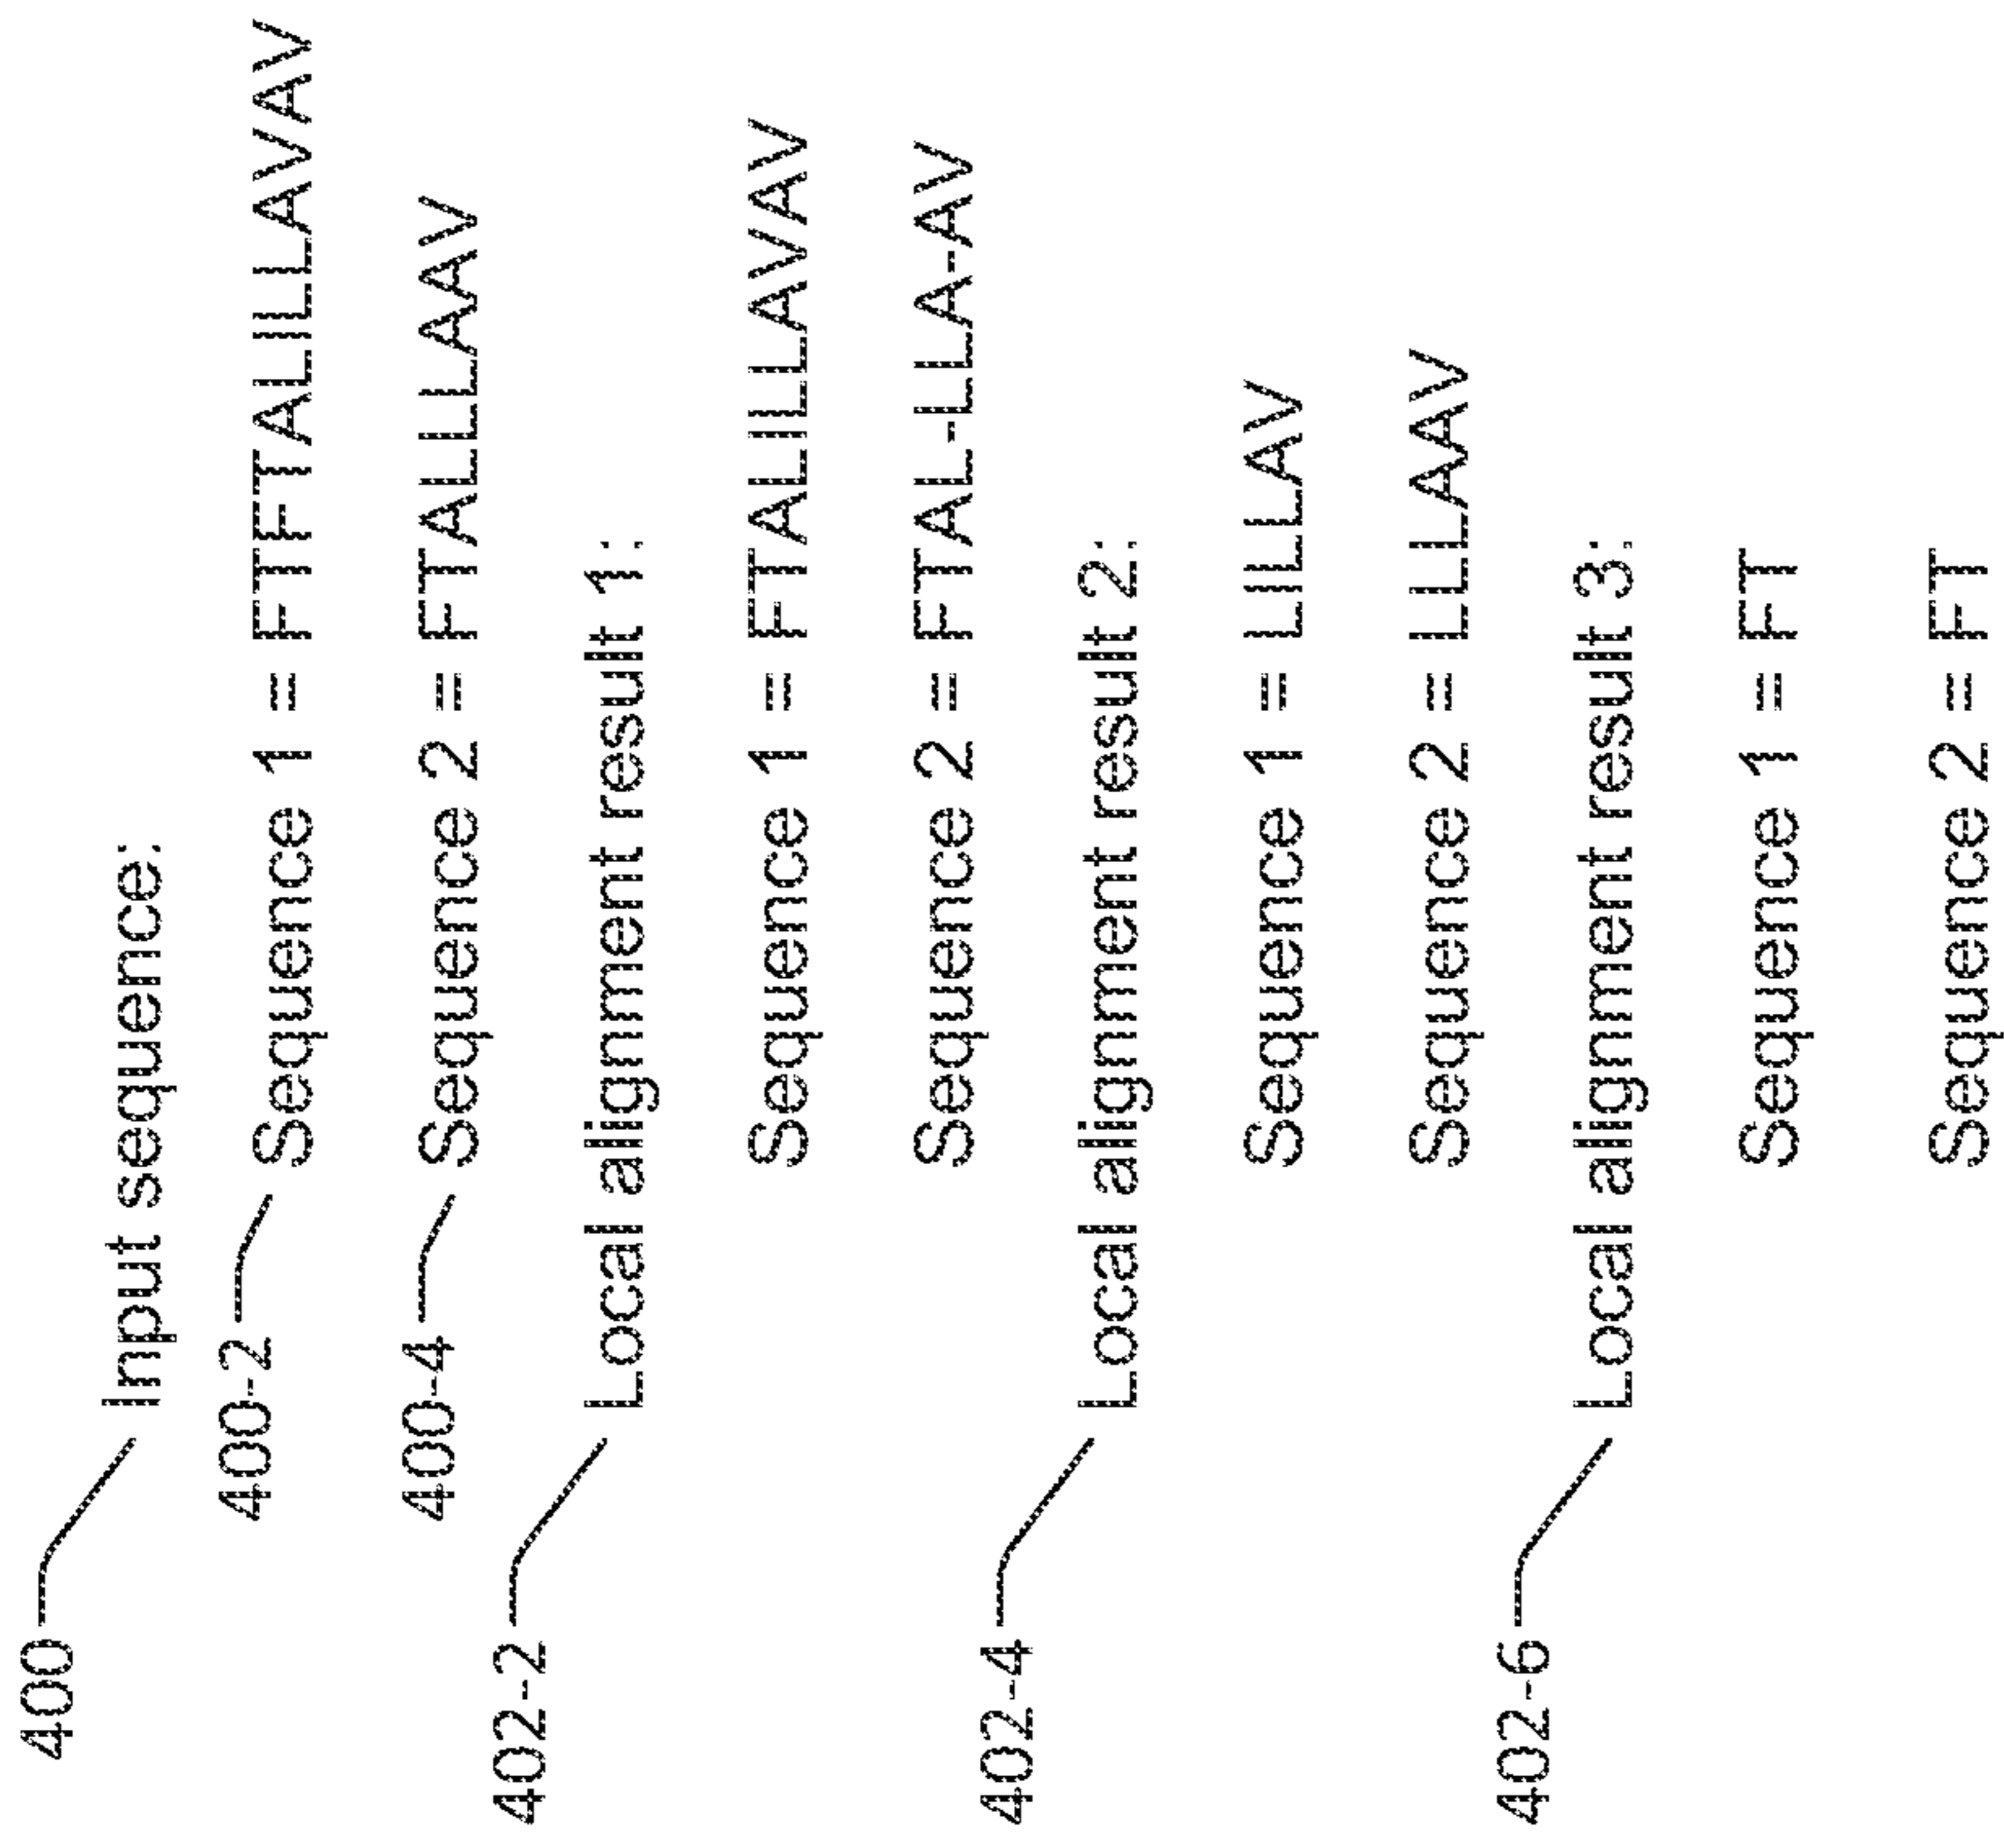 400
Input sequence:
400-2 Sequence 1 = FTFTALILLAVAV
400-4 Sequence 2 = FTALLLAAV
402-2 Local alignment result 1:
Sequence 1 = FTALILLAVAV
Sequence 2 = FTAL-LLA-AV
402-4 Local alignment result 2:
Sequence 1 = LILLAV
Sequence 2 = LLLAAV
402-6 Local alignment result 3:
Sequence 1 = FT
Sequence 2 = FT